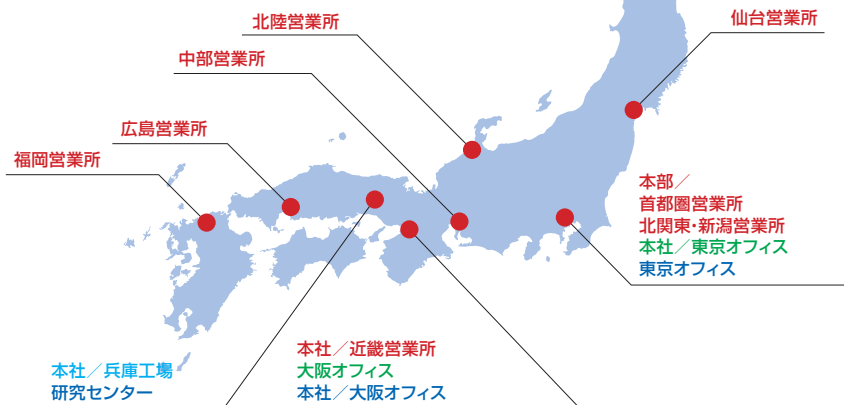 北陸営業所
仙台営業所
中部営業所
広島営業所
福岡営業所
本部／
首都圏営業所
北関東・新潟営業所
本社／東京オフィス
東京オフィス
本社／近畿営業所
大阪オフィス
本社／大阪オフィス
本社／兵庫工場
研究センター